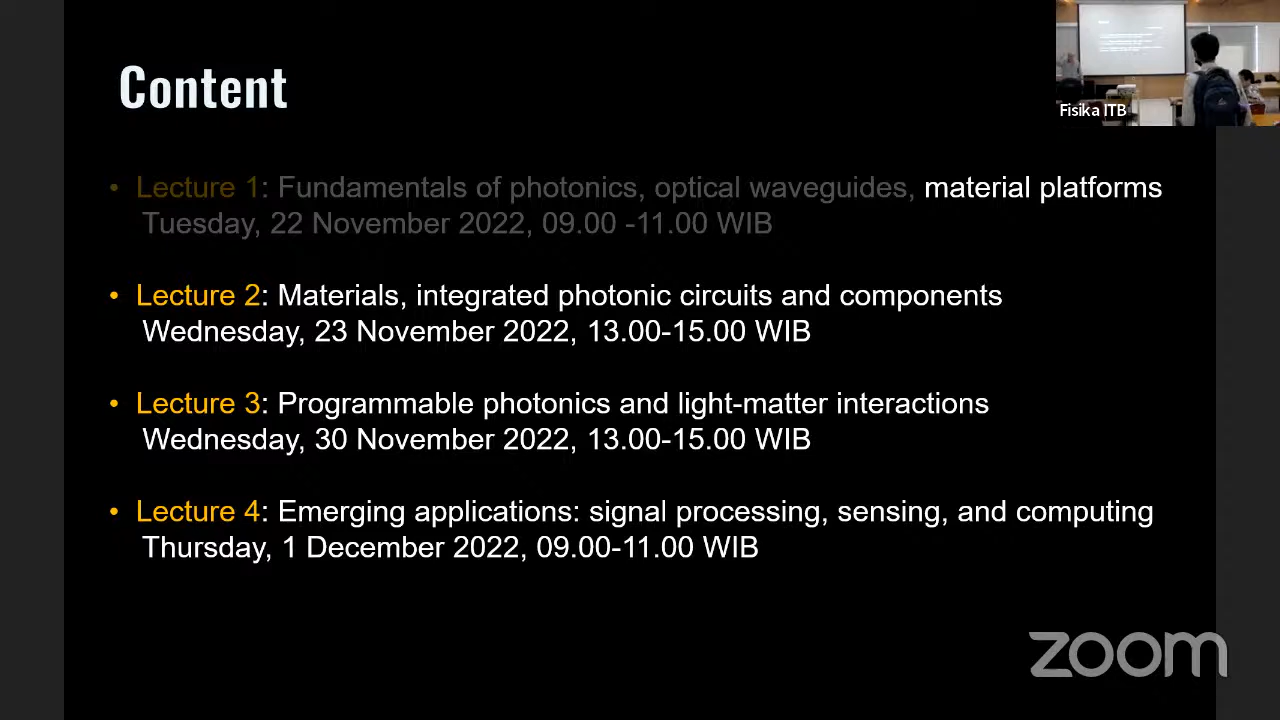 Content
Fisika ITB
• Lecture 1: Fundamentals of photonics, optical waveguides, material platforms
Tuesday, 22 November 2022, 09.00 -11.00 WIB
• Lecture 2: Materials, integrated photonic circuits and components
Wednesday, 23 November 2022, 13.00-15.00 WIB
• Lecture 3: Programmable photonics and light-matter interactions
Wednesday, 30 November 2022, 13.00-15.00 WIB
• Lecture 4: Emerging applications: signal processing, sensing, and computing
Thursday, 1 December 2022, 09.00-11.00 WIB
zoom